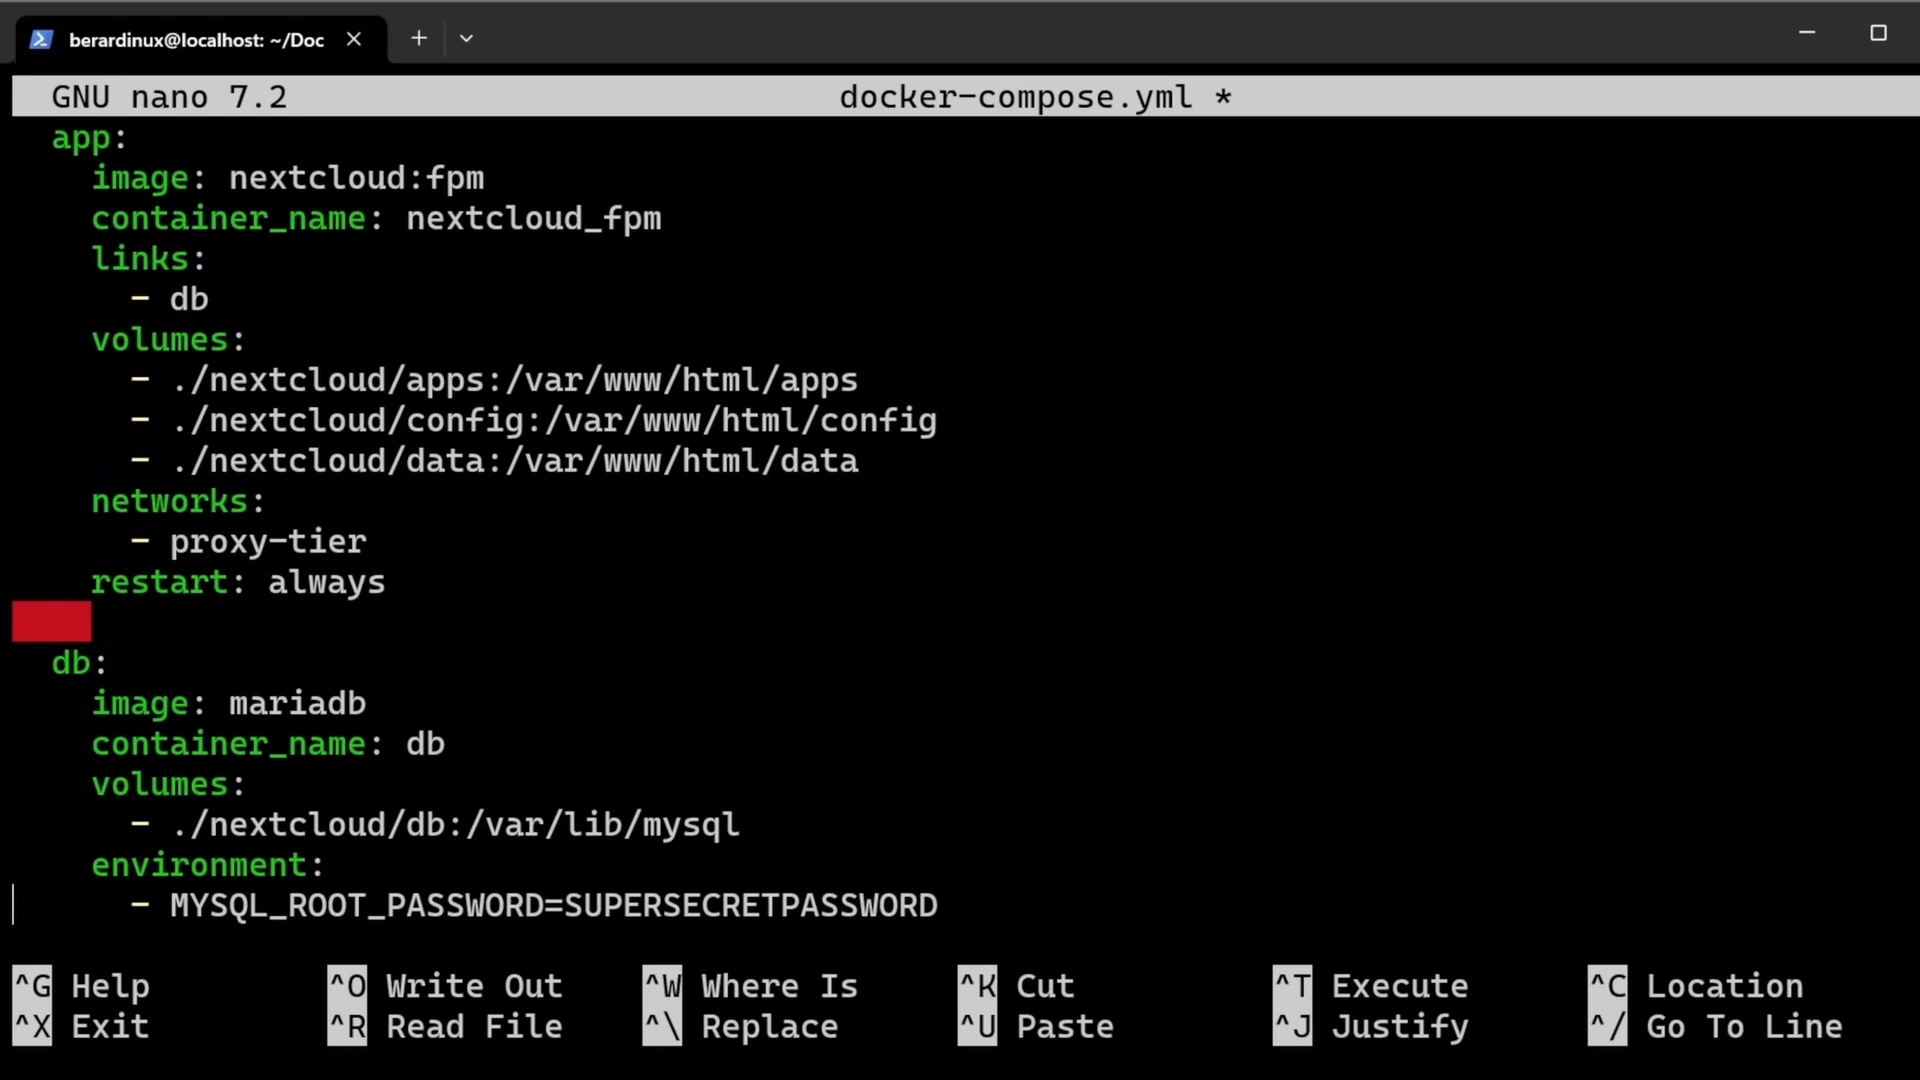 berardinux@localhost: ~/Doc
GNU nano 7.2 docker-compose.yml *
app:
image: nextcloud:fpm
container_name: nextcloud_fpm
links:
- db
volumes:
- ./nextcloud/apps:/var/www/html/apps
- ./nextcloud/config:/var/www/html/config
- ./nextcloud/data:/var/www/html/data
networks:
- proxy-tier
restart: always
db:
image: mariadb
container_name: db
volumes:
- ./nextcloud/db:/var/lib/mysql
environment:
- MYSQL_ROOT_PASSWORD=SUPERSECRETPASSWORD
^G Help ^O Write Out ^W Where Is ^K Cut ^T Execute ^C Location
^X Exit ^R Read File ^\ Replace ^U Paste ^J Justify ^/ Go To Line